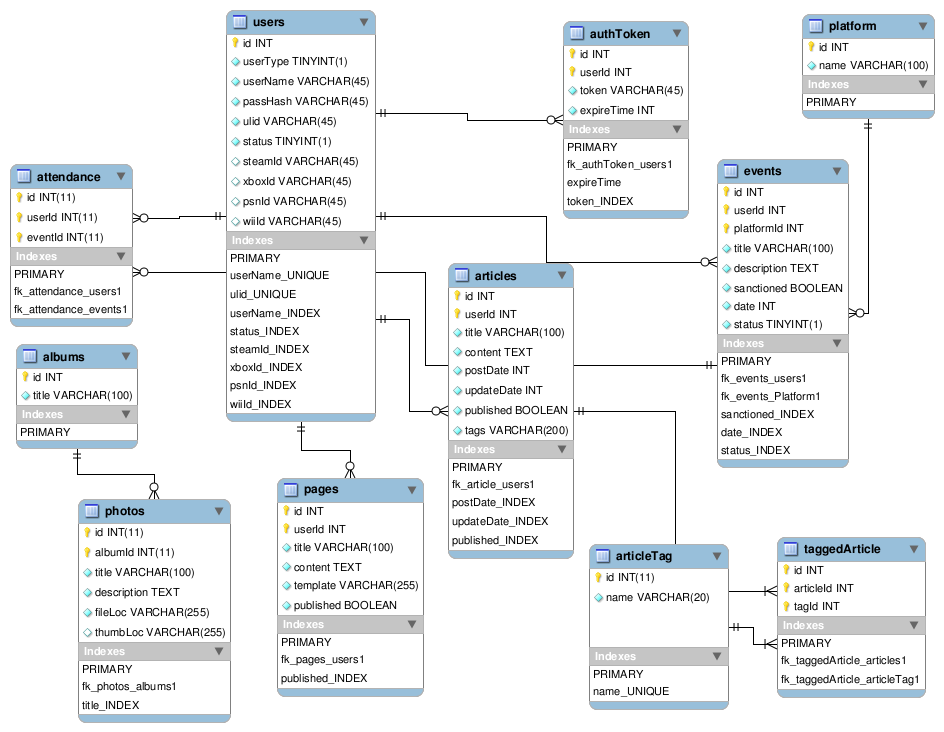 users
id INT
userType TINYINT(1)
userName VARCHAR(45)
passHash VARCHAR(45)
ulid VARCHAR(45)
status TINYINT(1)
steamId VARCHAR(45)
xboxId VARCHAR(45)
psnId VARCHAR(45)
wiiId VARCHAR(45)
Indexes
PRIMARY
userName_UNIQUE
ulid_UNIQUE
userName_INDEX
status_INDEX
steamId_INDEX
xboxId_INDEX
psnId_INDEX
wiiId_INDEX
authToken
id INT
userId INT
token VARCHAR(45)
expireTime INT
Indexes
PRIMARY
fk_authToken_users1
expireTime
token_INDEX
platform
id INT
name VARCHAR(100)
Indexes
PRIMARY
attendance
id INT(11)
userId INT(11)
eventId INT(11)
Indexes
PRIMARY
fk_attendance_users1
fk_attendance_events1
events
id INT
userId INT
platformId INT
title VARCHAR(100)
description TEXT
sanctioned BOOLEAN
date INT
status TINYINT(1)
Indexes
PRIMARY
fk_events_users1
fk_events_Platform1
sanctioned_INDEX
date_INDEX
status_INDEX
articles
id INT
userId INT
title VARCHAR(100)
content TEXT
postDate INT
updateDate INT
published BOOLEAN
tags VARCHAR(200)
Indexes
PRIMARY
fk_article_users1
postDate_INDEX
updateDate_INDEX
published_INDEX
albums
id INT
title VARCHAR(100)
Indexes
PRIMARY
photos
id INT(11)
albumId INT(11)
title VARCHAR(100)
description TEXT
fileLoc VARCHAR(255)
thumbLoc VARCHAR(255)
Indexes
PRIMARY
fk_photos_albums1
title_INDEX
pages
id INT
userId INT
title VARCHAR(100)
content TEXT
template VARCHAR(255)
published BOOLEAN
Indexes
PRIMARY
fk_pages_users1
published_INDEX
articleTag
id INT(11)
name VARCHAR(20)
Indexes
PRIMARY
name_UNIQUE
taggedArticle
id INT
articleId INT
tagId INT
Indexes
PRIMARY
fk_taggedArticle_articles1
fk_taggedArticle_articleTag1